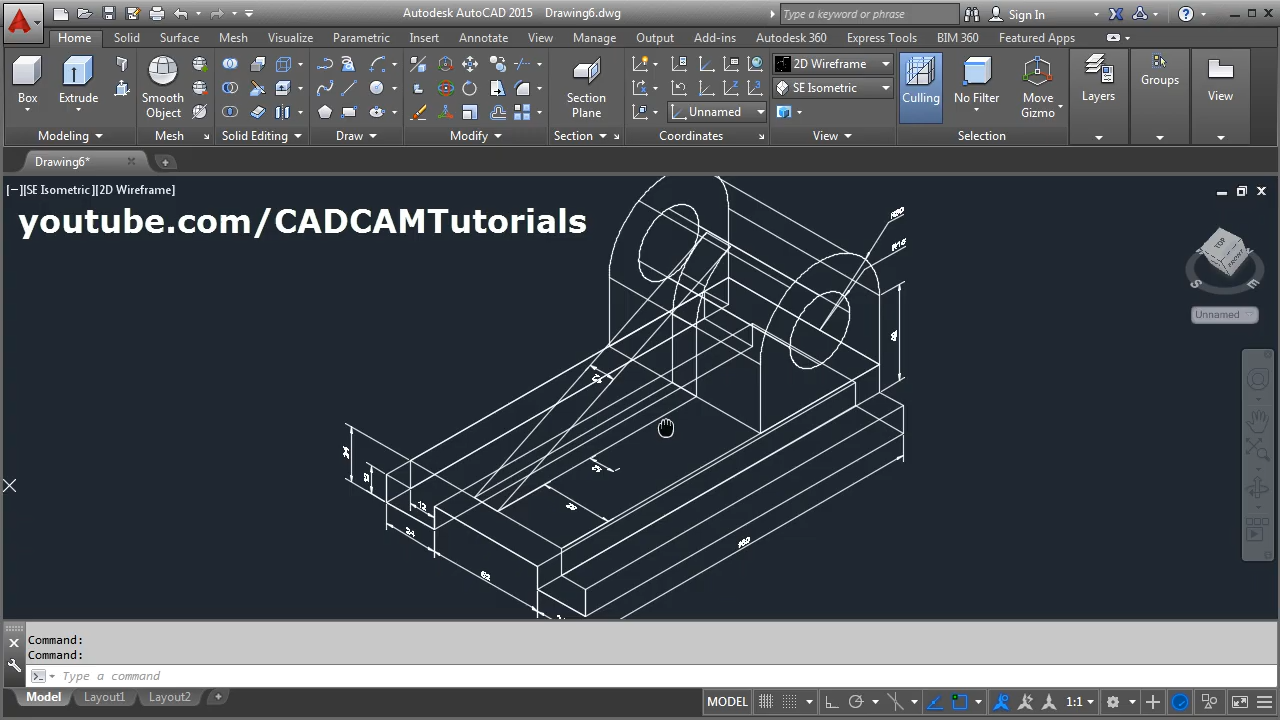 Autodesk AutoCAD 2015 Drawing6.dwg
Type a keyword or phrase
Sign In
Home Solid Surface Mesh Visualize Parametric Insert Annotate View Manage Output Add-ins Autodesk 360 Express Tools BIM 360 Featured Apps
2D Wireframe
SE Isometric
Unnamed
Box Extrude Smooth Object Section Plane Culling No Filter Move Gizmo Layers Groups View
Modeling Mesh Solid Editing Draw Modify Section Coordinates View Selection
Drawing6*
[−][SE Isometric][2D Wireframe]
youtube.com/CADCAMTutorials
TOP
FRONT
S
E
Unnamed
12
24
Command:
Command:
Type a command
Model Layout1 Layout2
MODEL
1:1